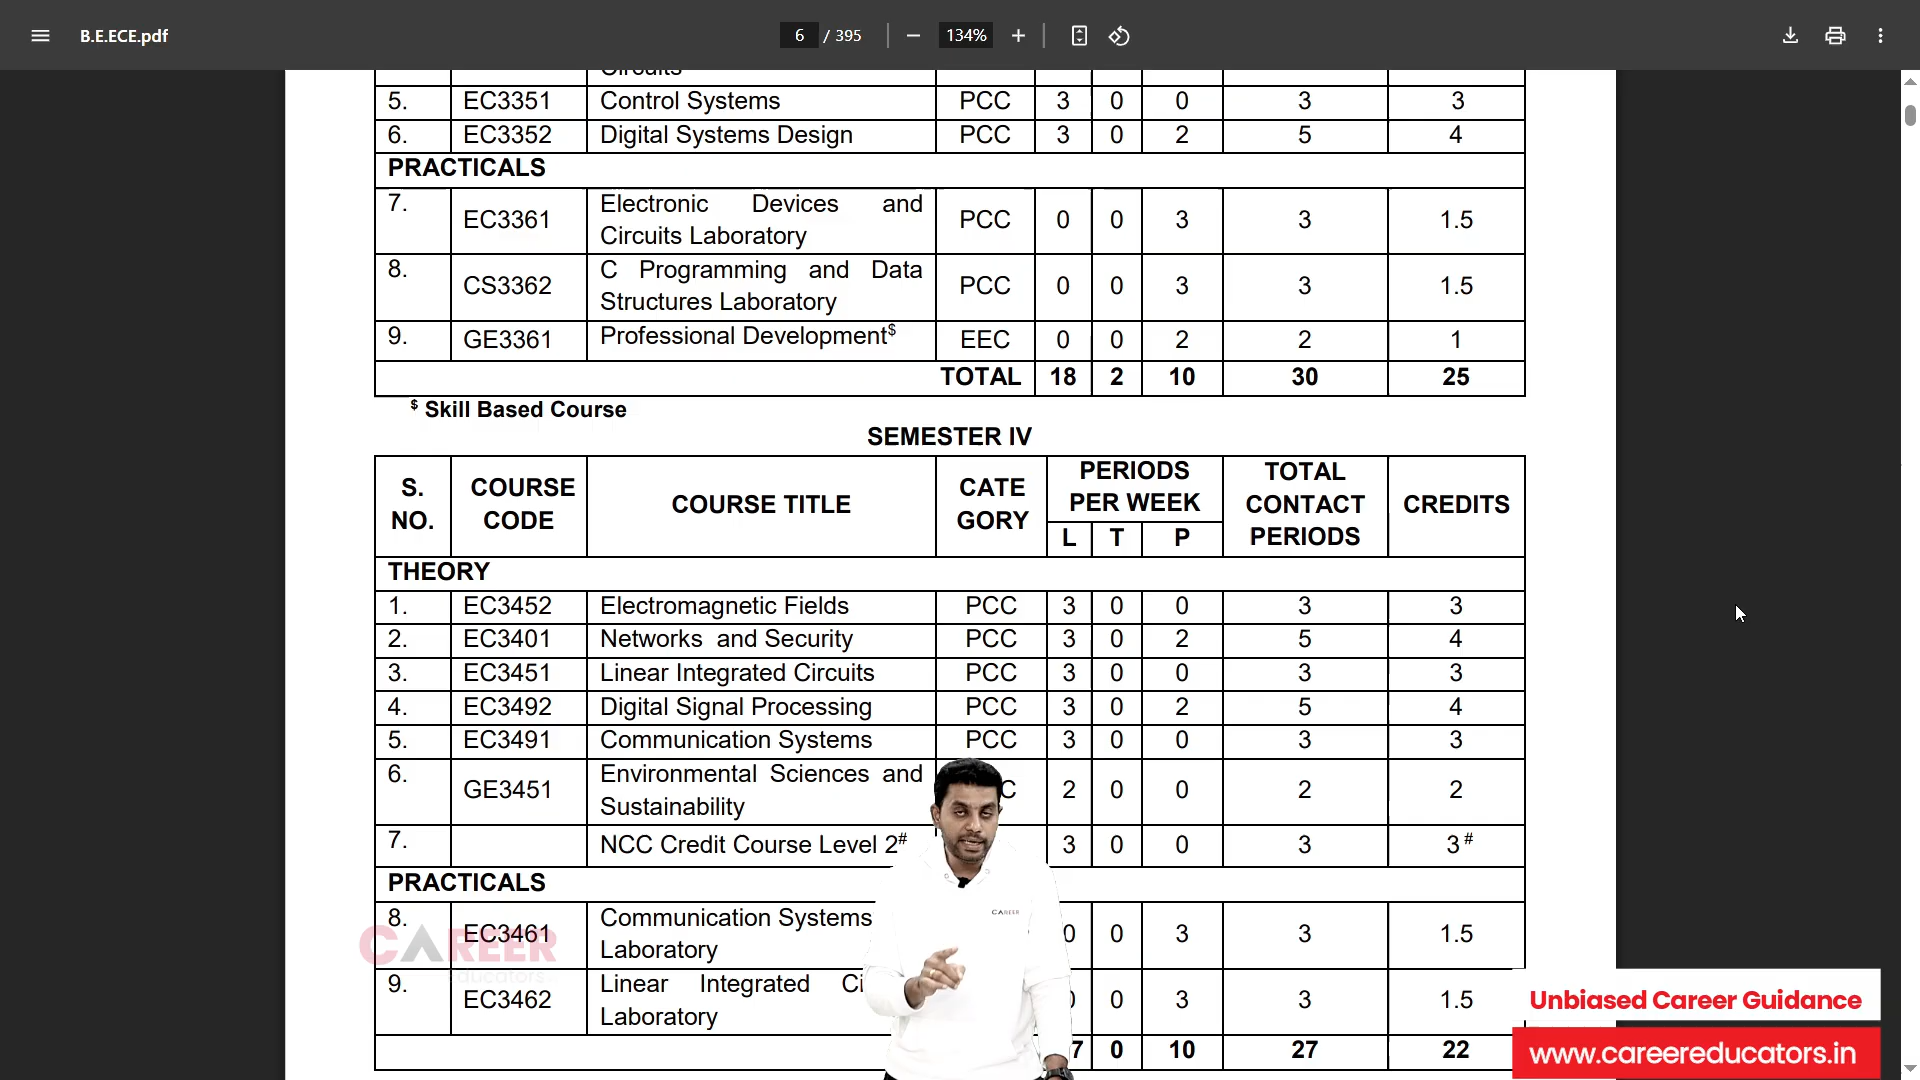 B.E.ECE.pdf
6 / 395
134%
5. EC3351 Control Systems PCC 3 0 0 3 3
6. EC3352 Digital Systems Design PCC 3 0 2 5 4
PRACTICALS
7. EC3361 Electronic Devices and Circuits Laboratory PCC 0 0 3 3 1.5
8. CS3362 C Programming and Data Structures Laboratory PCC 0 0 3 3 1.5
9. GE3361 Professional Development$ EEC 0 0 2 2 1
TOTAL 18 2 10 30 25
$ Skill Based Course
SEMESTER IV
S. NO. COURSE CODE COURSE TITLE CATE GORY PERIODS PER WEEK TOTAL CONTACT PERIODS CREDITS
L T P
THEORY
1. EC3452 Electromagnetic Fields PCC 3 0 0 3 3
2. EC3401 Networks and Security PCC 3 0 2 5 4
3. EC3451 Linear Integrated Circuits PCC 3 0 0 3 3
4. EC3492 Digital Signal Processing PCC 3 0 2 5 4
5. EC3491 Communication Systems PCC 3 0 0 3 3
6. GE3451 Environmental Sciences and Sustainability 2 0 0 2 2
7. NCC Credit Course Level 2# 3 0 0 3 3#
PRACTICALS
8. EC3461 Communication Systems Laboratory 0 0 3 3 1.5
9. EC3462 Linear Integrated Laboratory 0 3 3 1.5
0 10 27 22
CAREER
CAREER
Unbiased Career Guidance
www.careereducators.in